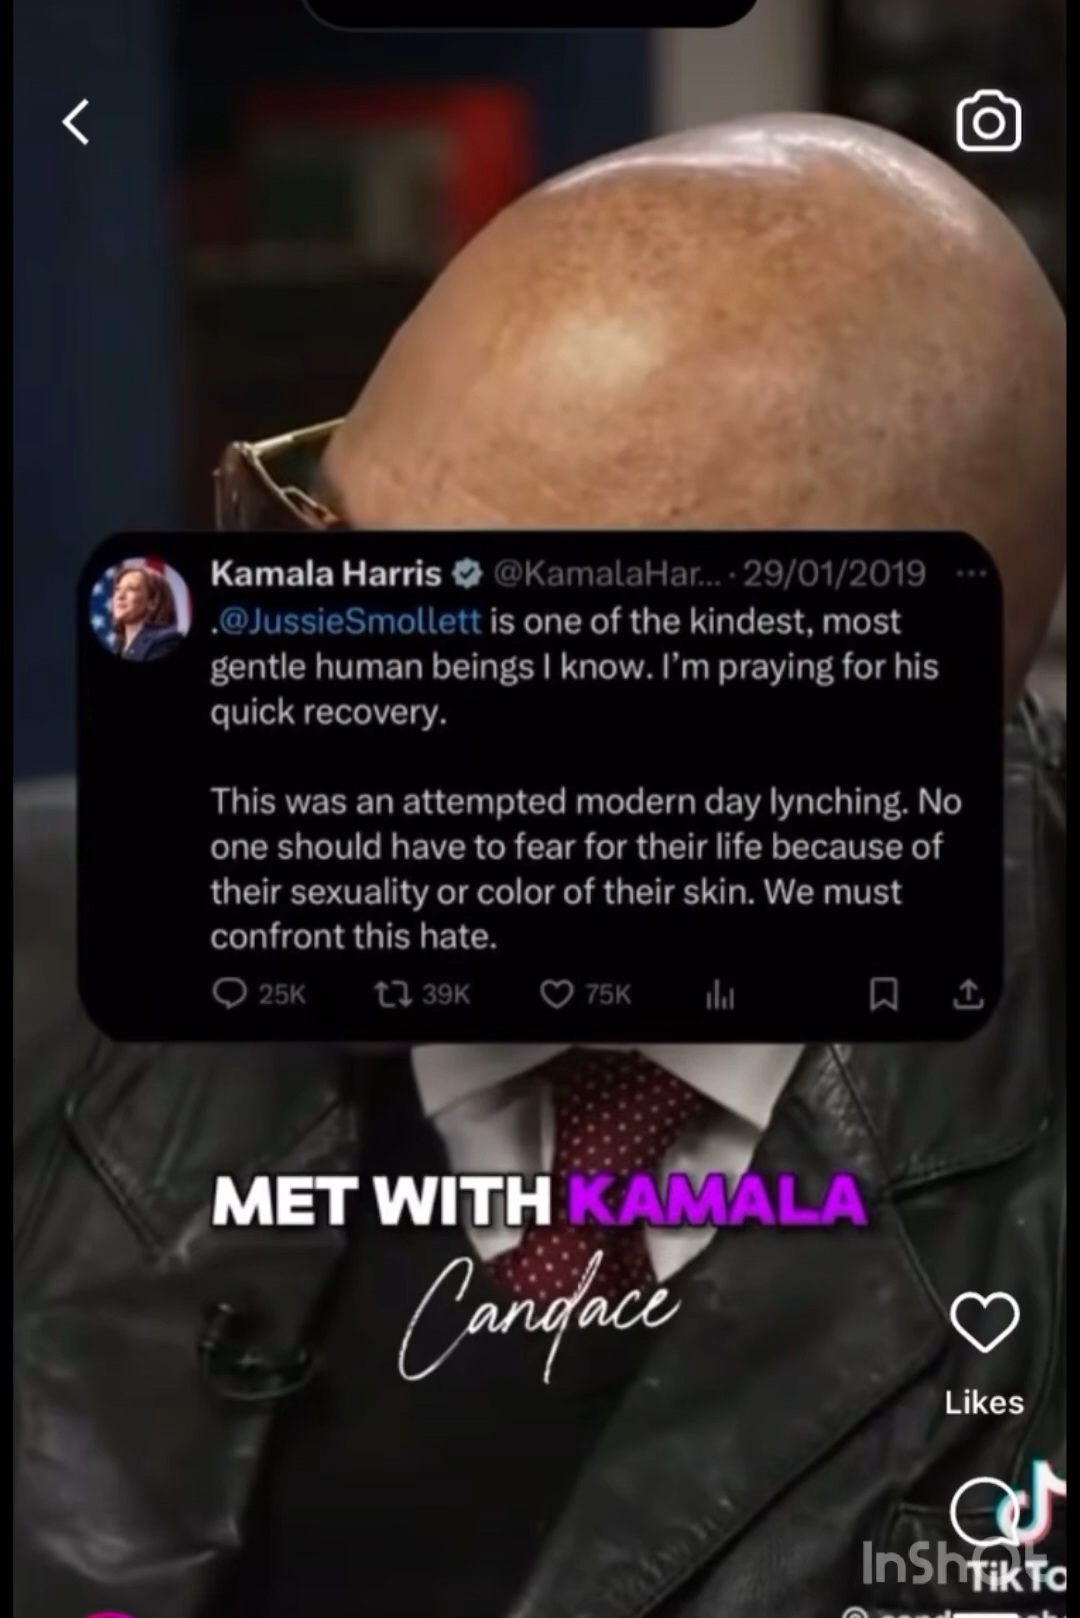 Kamala Harris @KamalaHar... · 29/01/2019
.@JussieSmollett is one of the kindest, most
gentle human beings I know. I'm praying for his
quick recovery.
This was an attempted modern day lynching. No
one should have to fear for their life because of
their sexuality or color of their skin. We must
confront this hate.
25K 39K 75K
MET WITH KAMALA
Candace
Likes
InShot
TikTo